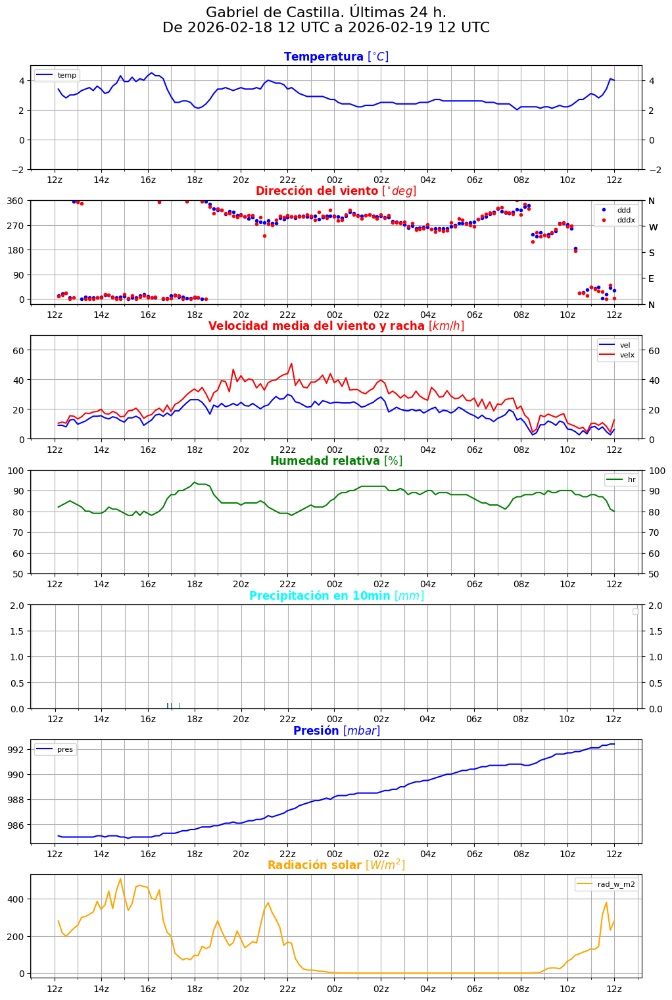 Gabriel de Castilla. Últimas 24 h.
De 2026-02-18 12 UTC a 2026-02-19 12 UTC
Temperatura [°C]
temp
4 4
2 2
0 0
−2 −2
12z 14z 16z 18z 20z 22z 00z 02z 04z 06z 08z 10z 12z
Dirección del viento [°deg]
360 N
ddd
dddx
270 W
180 S
90 E
0 N
12z 14z 16z 18z 20z 22z 00z 02z 04z 06z 08z 10z 12z
Velocidad media del viento y racha [km/h]
vel
velx
60 60
40 40
20 20
0 0
12z 14z 16z 18z 20z 22z 00z 02z 04z 06z 08z 10z 12z
Humedad relativa [%]
100 100
hr
90 90
80 80
70 70
60 60
50 50
12z 14z 16z 18z 20z 22z 00z 02z 04z 06z 08z 10z 12z
Precipitación en 10min [mm]
2.0 2.0
1.5 1.5
1.0 1.0
0.5 0.5
0.0 0.0
12z 14z 16z 18z 20z 22z 00z 02z 04z 06z 08z 10z 12z
Presión [mbar]
pres
992
990
988
986
12z 14z 16z 18z 20z 22z 00z 02z 04z 06z 08z 10z 12z
Radiación solar [W/m²]
rad_w_m2
400
200
0
12z 14z 16z 18z 20z 22z 00z 02z 04z 06z 08z 10z 12z